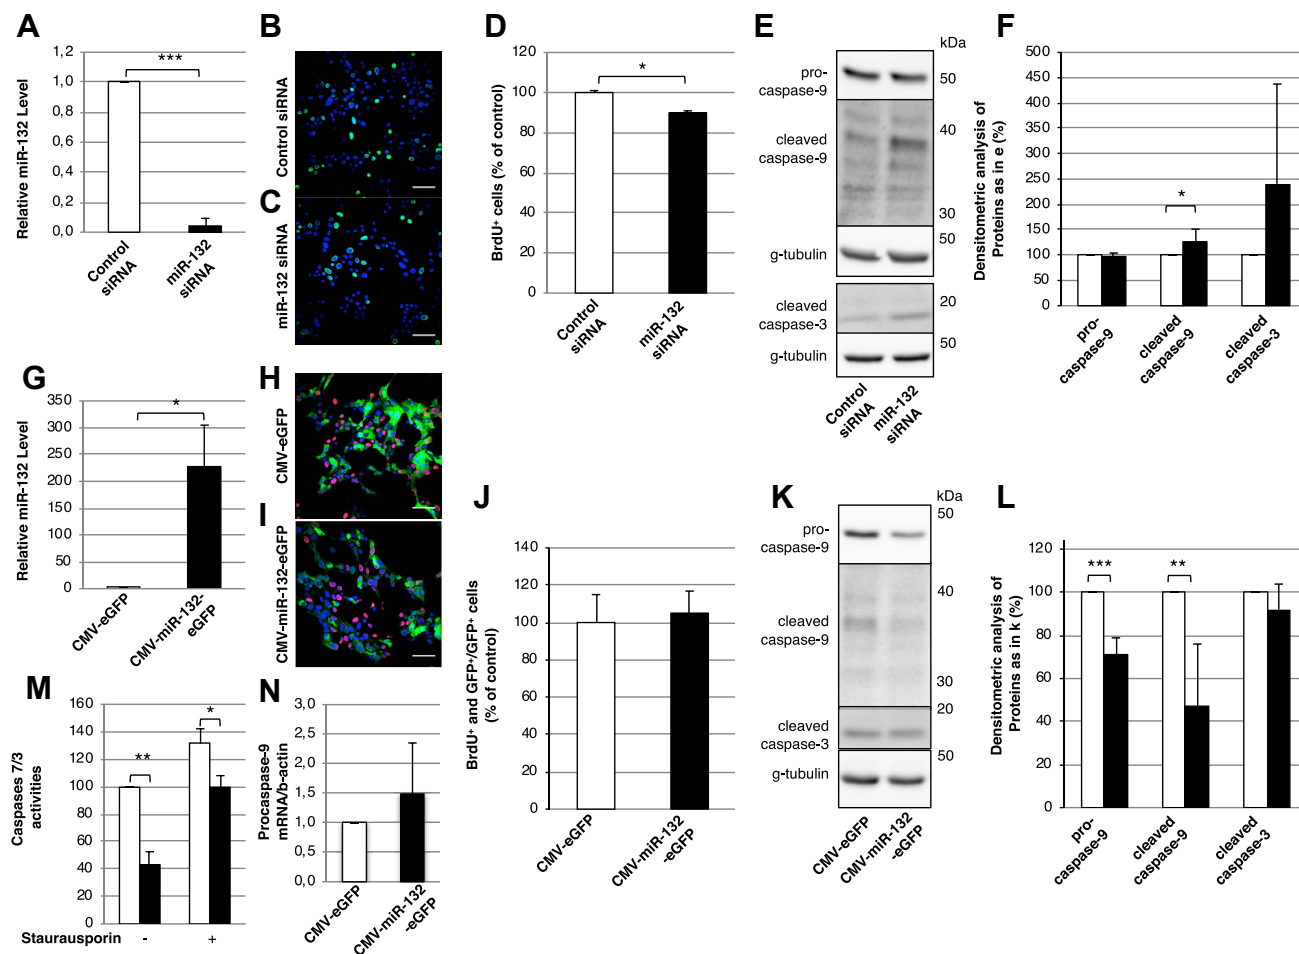 A
1,2
1,0
0,8
0,6
0,4
0,2
0,0
Relative miR-132 Level
***
Control
siRNA
miR-132
siRNA
B
Control siRNA
C
miR-132 siRNA
D
120
100
80
60
40
20
0
BrdU+ cells (% of control)
*
Control
siRNA
miR-132
siRNA
E
kDa
pro-
caspase-9
50
cleaved
caspase-9
40
30
g-tubulin
50
cleaved
caspase-3
20
g-tubulin
50
Control
siRNA
miR-132
siRNA
F
500
450
400
350
300
250
200
150
100
50
0
Densitometric analysis of
Proteins as in e (%)
*
pro-
caspase-9
cleaved
caspase-9
cleaved
caspase-3
G
350
300
250
200
150
100
50
0
Relative miR-132 Level
*
CMV-eGFP
CMV-miR-132-
eGFP
H
CMV-eGFP
I
CMV-miR-132-eGFP
J
140
120
100
80
60
40
20
0
BrdU+ and GFP+/GFP+ cells
(% of control)
CMV-eGFP
CMV-miR-132
-eGFP
K
kDa
50
pro-
caspase-9
40
cleaved
caspase-9
30
20
cleaved
caspase-3
50
g-tubulin
CMV-eGFP
CMV-miR-132
-eGFP
L
120
100
80
60
40
20
0
Densitometric analysis of
Proteins as in k (%)
***
**
pro-
caspase-9
cleaved
caspase-9
cleaved
caspase-3
M
160
140
120
100
80
60
40
20
0
Caspases 7/3
activities
**
*
Staurausporin - +
N
3,0
2,5
2,0
1,5
1,0
0,5
0,0
Procaspase-9
mRNA/b-actin
CMV-eGFP
CMV-miR-132
-eGFP